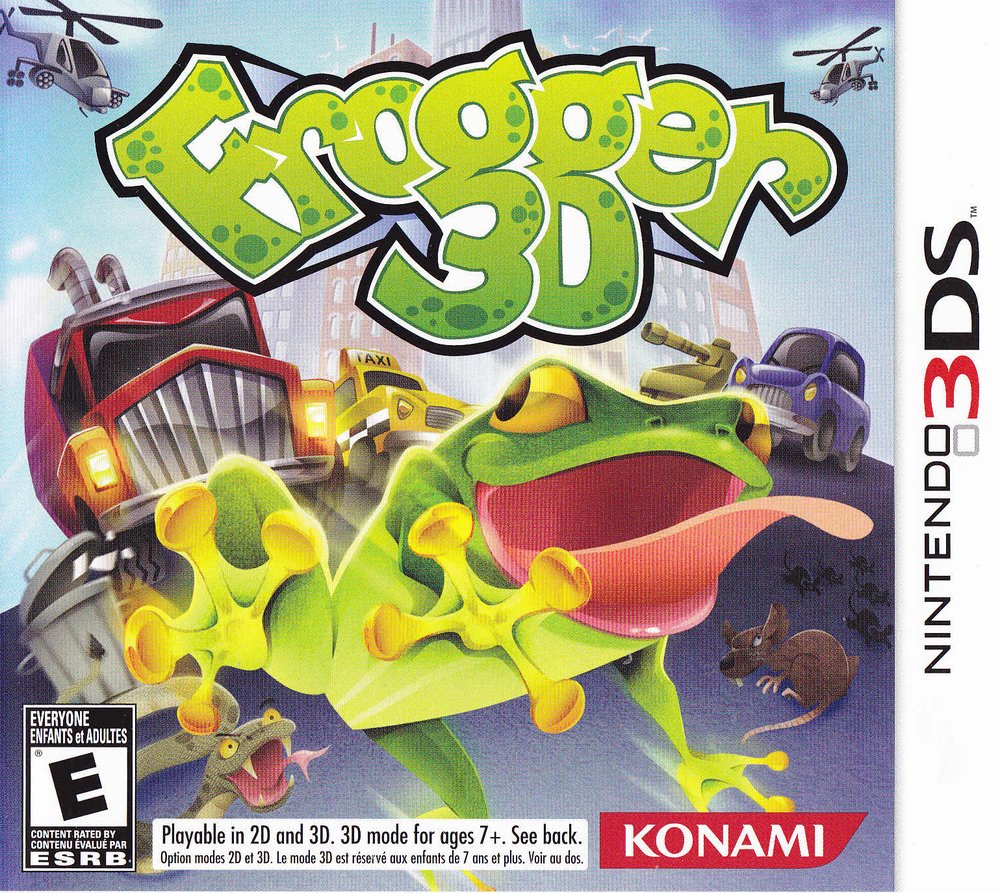 Frogger
3D
TAXI
NINTENDO 3DS™
EVERYONE
ENFANTS et ADULTES
®
E
CONTENT RATED BY
CONTENU ÉVALUÉ PAR
ESRB
Playable in 2D and 3D. 3D mode for ages 7+. See back.
Option modes 2D et 3D. Le mode 3D est réservé aux enfants de 7 ans et plus. Voir au dos.
KONAMI